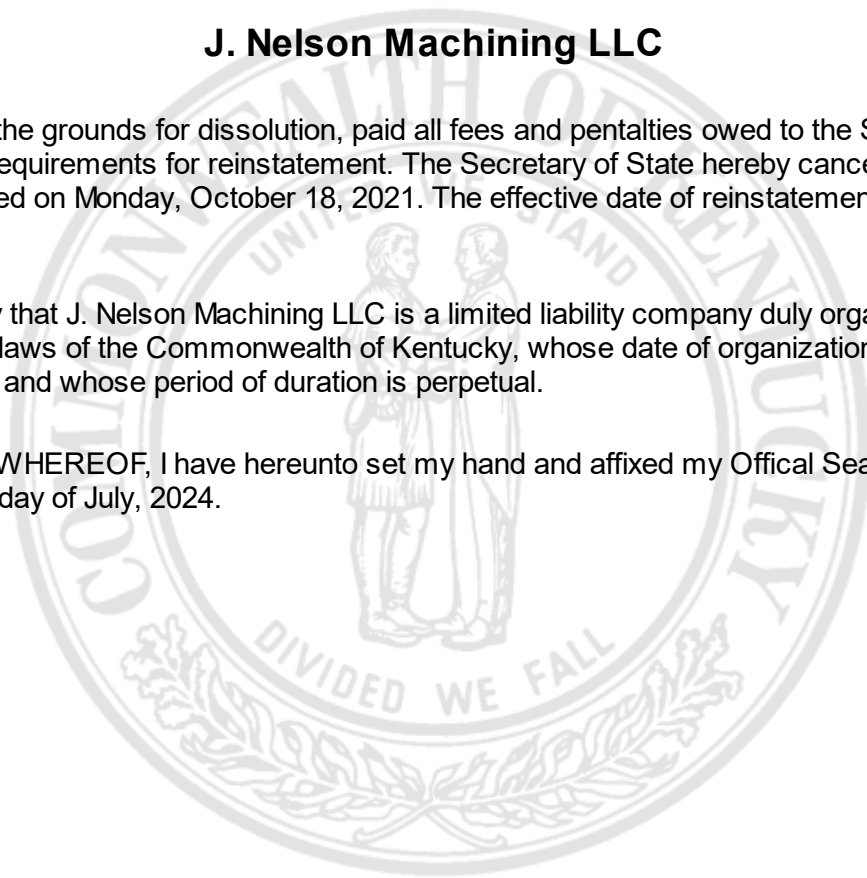 J. Nelson Machining LLC
the grounds for dissolution, paid all fees and pentalties owed to the S
equirements for reinstatement. The Secretary of State hereby cance
ed on Monday, October 18, 2021. The effective date of reinstatemen
y that J. Nelson Machining LLC is a limited liability company duly orga
laws of the Commonwealth of Kentucky, whose date of organization
and whose period of duration is perpetual.
WHEREOF, I have hereunto set my hand and affixed my Offical Sea
day of July, 2024.
COMMONWEALTH OF KENTUCKY
UNITED WE STAND
DIVIDED WE FALL